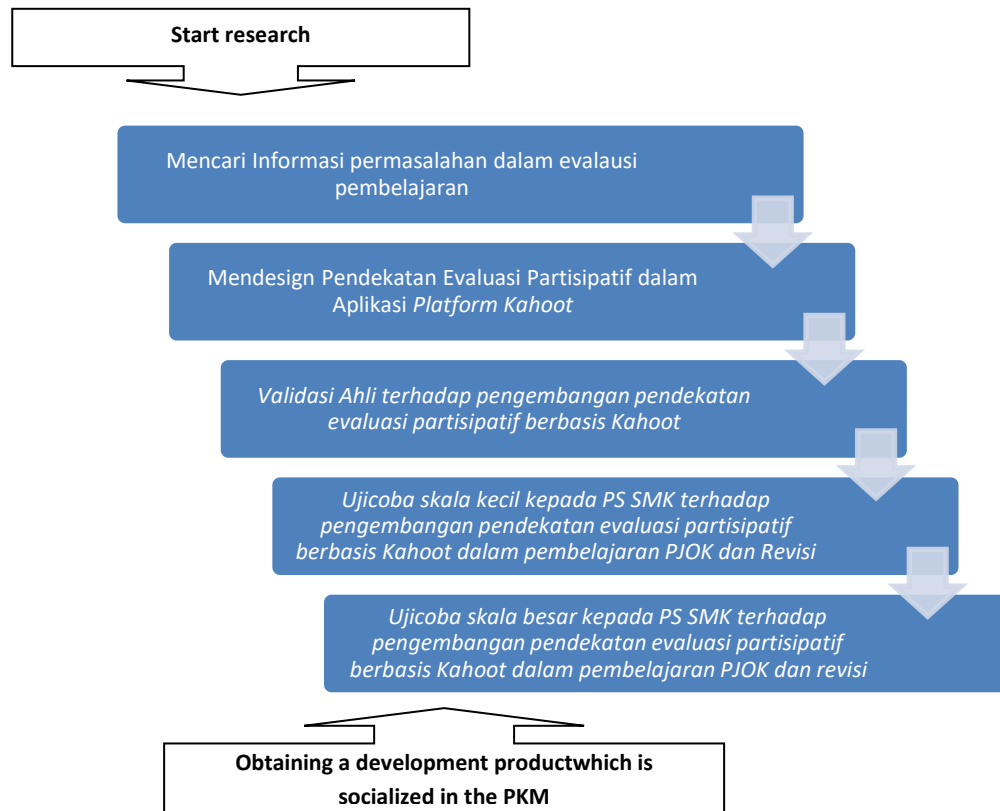 Start research
Mencari Informasi permasalahan dalam evalausi
pembelajaran
Mendesign Pendekatan Evaluasi Partisipatif dalam
Aplikasi Platform Kahoot
Validasi Ahli terhadap pengembangan pendekatan
evaluasi partisipatif berbasis Kahoot
Ujicoba skala kecil kepada PS SMK terhadap
pengembangan pendekatan evaluasi partisipatif
berbasis Kahoot dalam pembelajaran PJOK dan Revisi
Ujicoba skala besar kepada PS SMK terhadap
pengembangan pendekatan evaluasi partisipatif
berbasis Kahoot dalam pembelajaran PJOK dan revisi
Obtaining a development productwhich is
socialized in the PKM